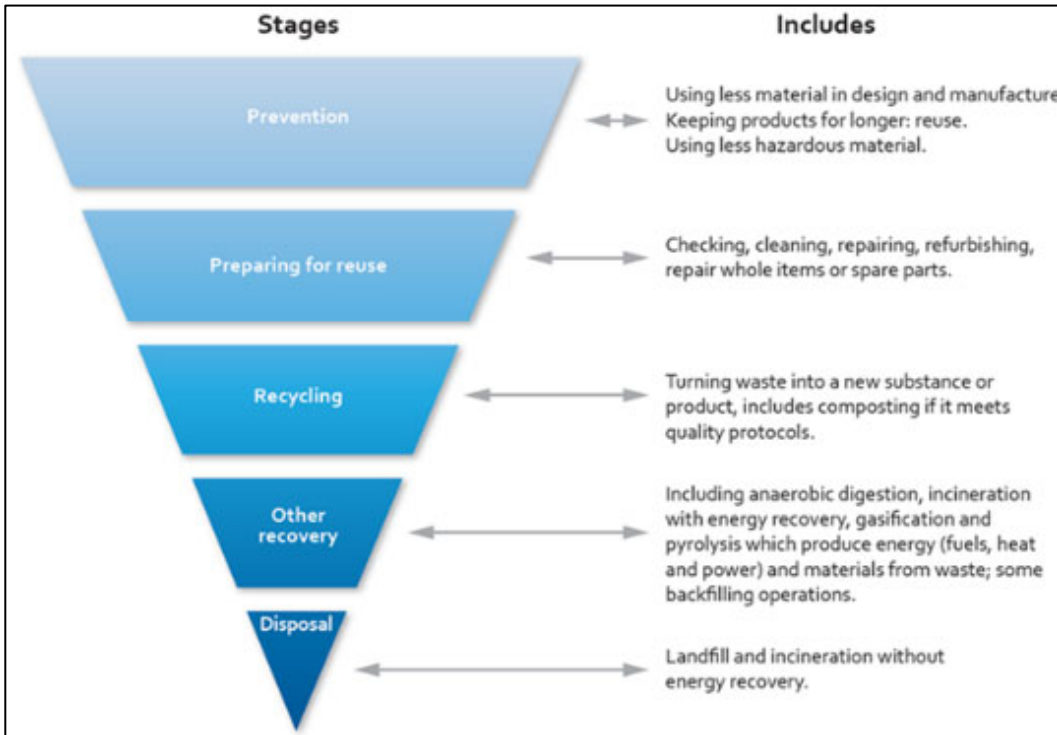 Stages
Includes
Prevention
Using less material in design and manufacture
Keeping products for longer: reuse.
Using less hazardous material.
Preparing for reuse
Checking, cleaning, repairing, refurbishing,
repair whole items or spare parts.
Recycling
Turning waste into a new substance or
product, includes composting if it meets
quality protocols.
Other
recovery
Including anaerobic digestion, incineration
with energy recovery, gasification and
pyrolysis which produce energy (fuels, heat
and power) and materials from waste; some
backfilling operations.
Disposal
Landfill and incineration without
energy recovery.